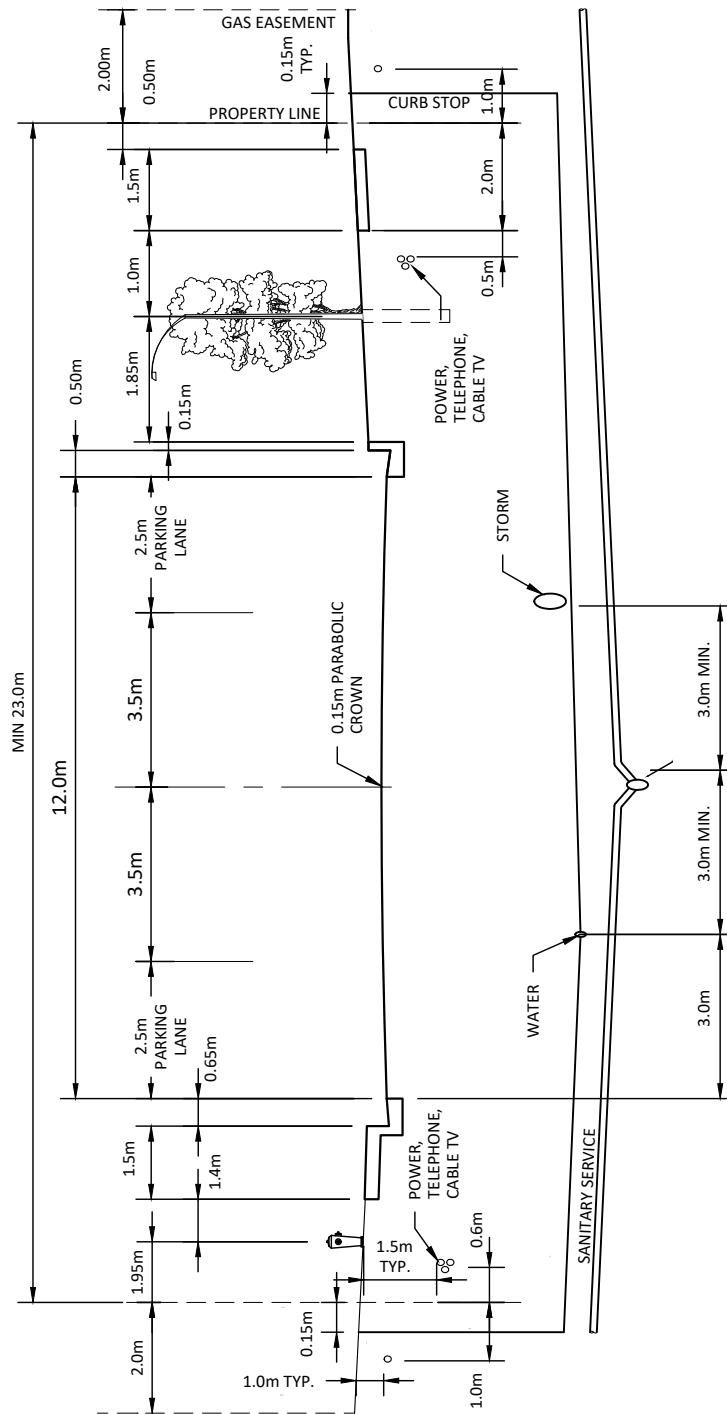 GAS EASEMENT
2.00m
0.50m
0.15m
TYP.
PROPERTY LINE
CURB STOP
1.0m
MIN 23.0m
1.5m
2.0m
1.0m
0.5m
1.85m
0.50m
0.15m
POWER,
TELEPHONE,
CABLE TV
12.0m
2.5m
PARKING
LANE
STORM
3.5m
0.15m PARABOLIC
CROWN
3.0m MIN.
3.5m
3.0m MIN.
WATER
2.5m
PARKING
LANE
3.0m
0.65m
1.5m
1.4m
POWER,
TELEPHONE,
CABLE TV
SANITARY SERVICE
0.6m
1.5m
TYP.
1.95m
0.15m
2.0m
1.0m TYP.
1.0m